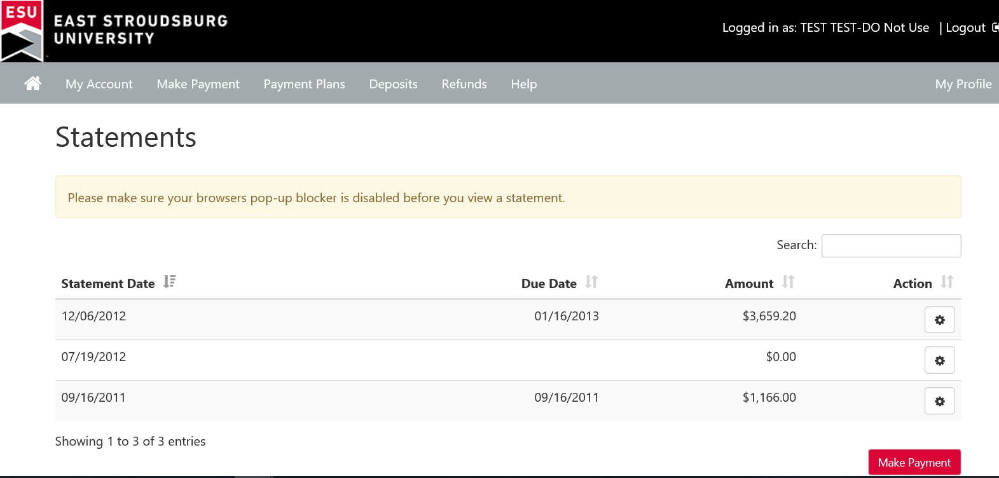 ESU
EAST STROUDSBURG
UNIVERSITY
Logged in as: TEST TEST-DO Not Use | Logout
My Account Make Payment Payment Plans Deposits Refunds Help My Profile
Statements
Please make sure your browsers pop-up blocker is disabled before you view a statement.
Search:
Statement Date Due Date Amount Action
12/06/2012 01/16/2013 $3,659.20
07/19/2012 $0.00
09/16/2011 09/16/2011 $1,166.00
Showing 1 to 3 of 3 entries
Make Payment